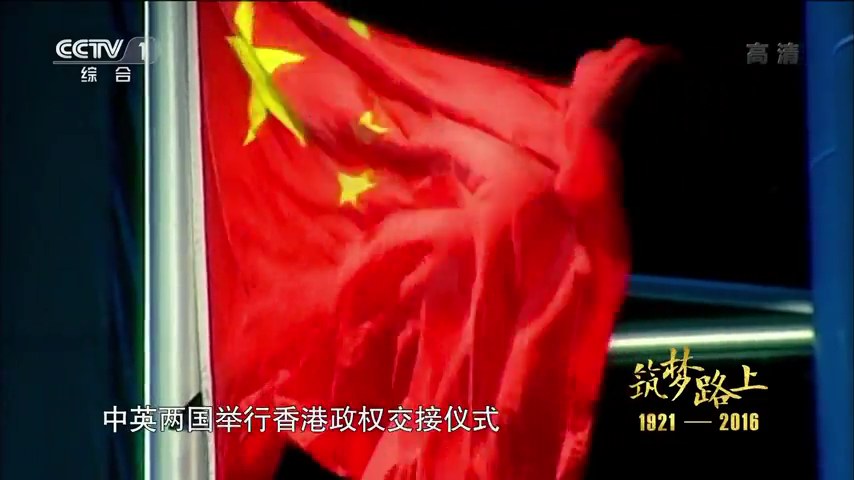 CCTV 1
综合
高清
筑梦路上
1921 — 2016
中英两国举行香港政权交接仪式